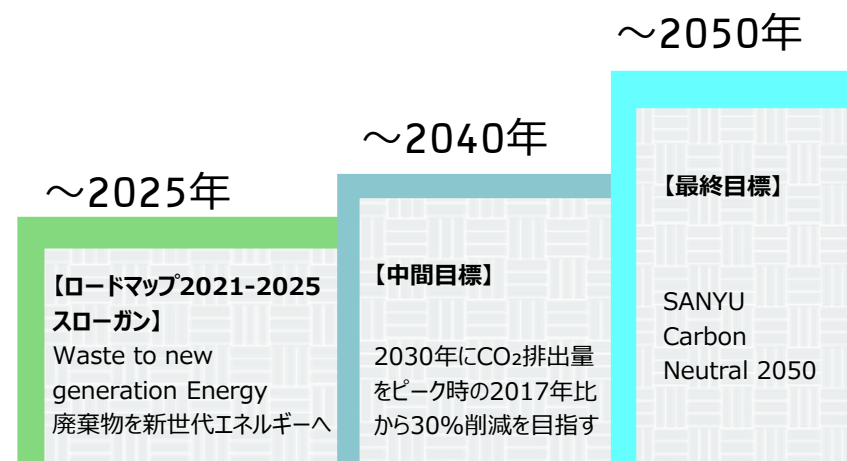 ～2025年
【ロードマップ2021-2025
スローガン】
Waste to new
generation Energy
廃棄物を新世代エネルギーへ
～2040年
【中間目標】
2030年にCO₂排出量
をピーク時の2017年比
から30％削減を目指す
～2050年
【最終目標】
SANYU
Carbon
Neutral 2050